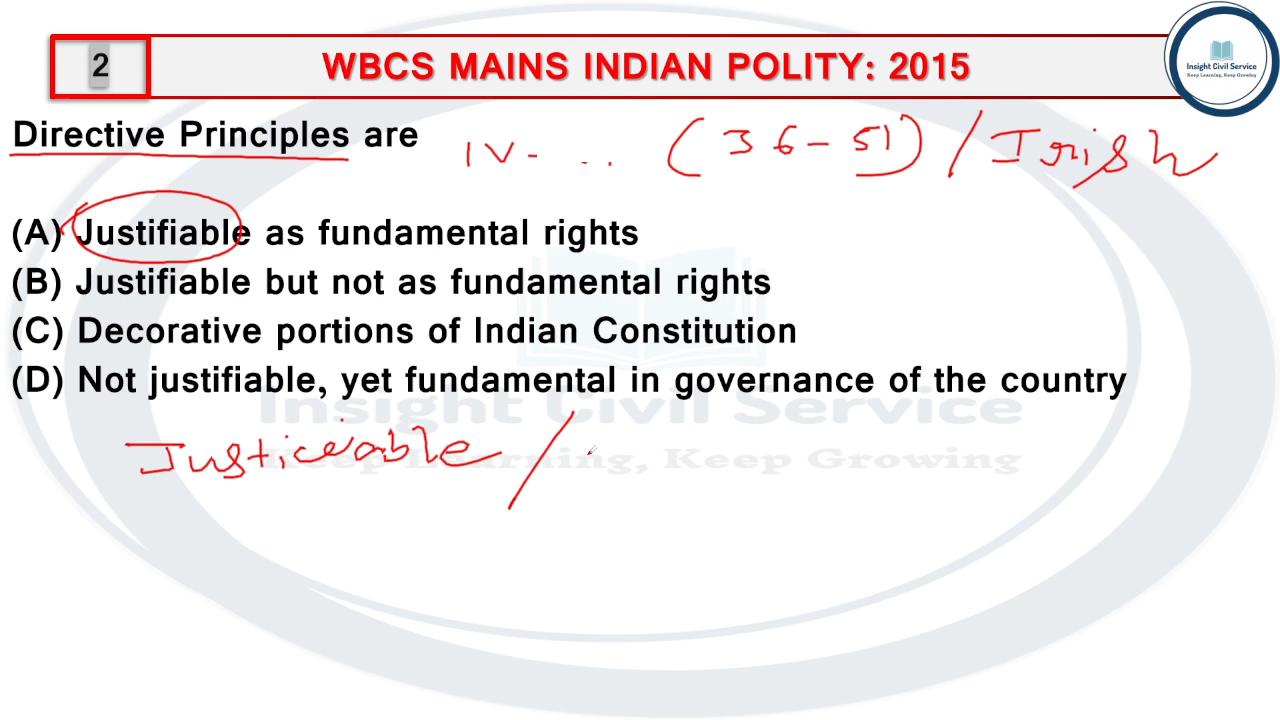 2
WBCS MAINS INDIAN POLITY: 2015
Insight Civil Service
Keep Learning, Keep Growing
Directive Principles are
IV- ... (36-51) / Irish
(A) Justifiable as fundamental rights
(B) Justifiable but not as fundamental rights
(C) Decorative portions of Indian Constitution
(D) Not justifiable, yet fundamental in governance of the country
Insight Civil Service
Justiceiable /
Keep Learning, Keep Growing